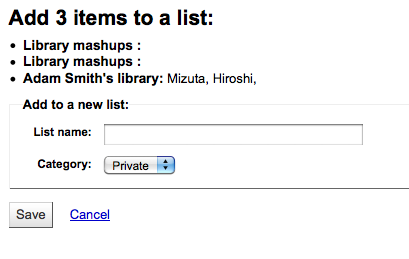 Add 3 items to a list:
Library mashups :
Library mashups :
Adam Smith's library: Mizuta, Hiroshi,
Add to a new list:
List name:
Category: Private
Save Cancel